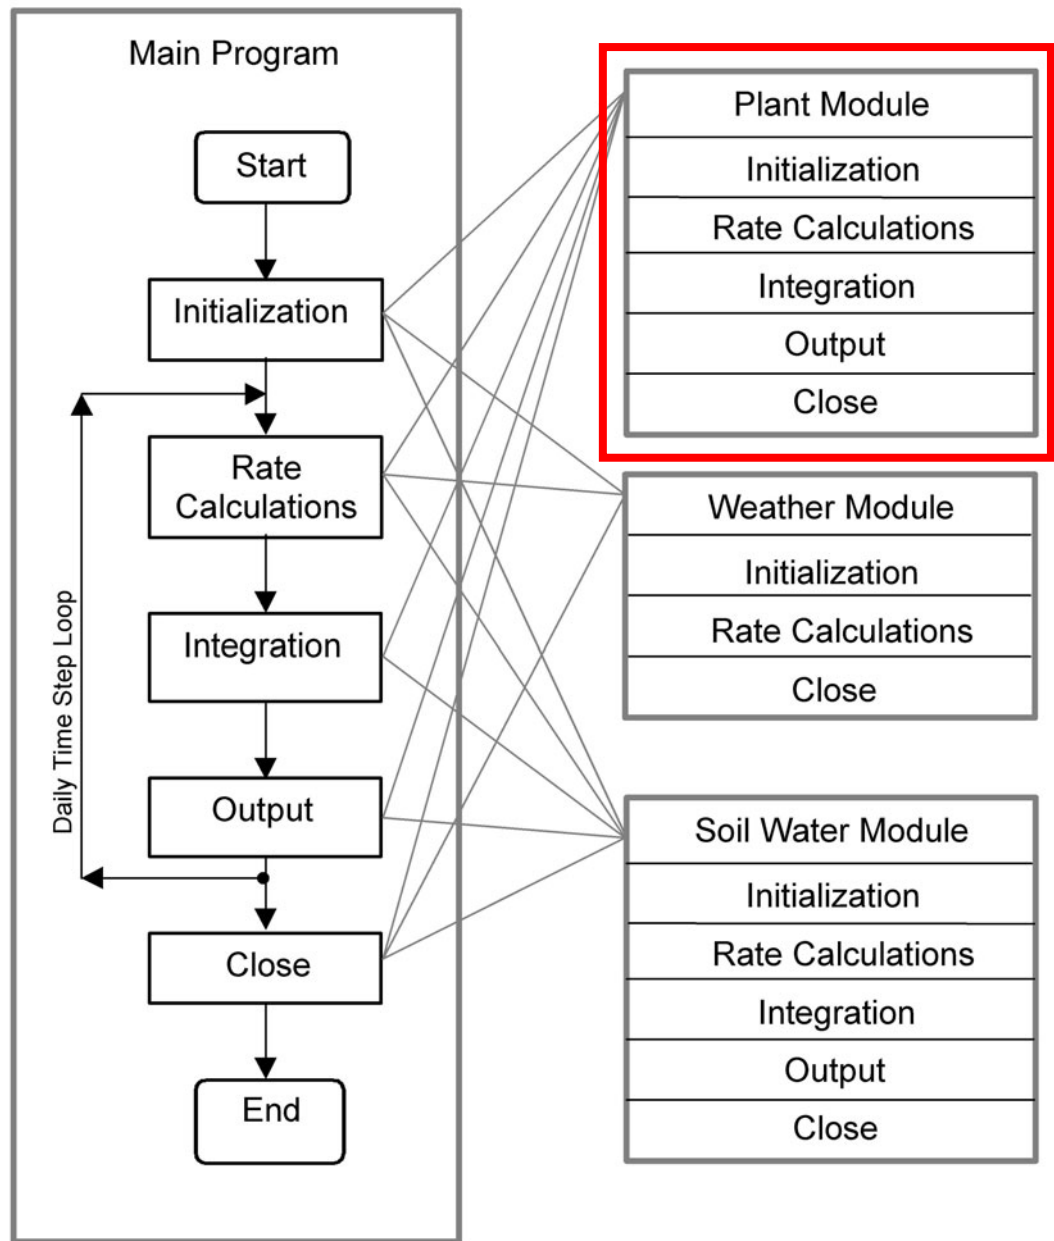 Main Program
Start
Initialization
Rate
Calculations
Integration
Output
Close
End
Daily Time Step Loop
Plant Module
Initialization
Rate Calculations
Integration
Output
Close
Weather Module
Initialization
Rate Calculations
Close
Soil Water Module
Initialization
Rate Calculations
Integration
Output
Close